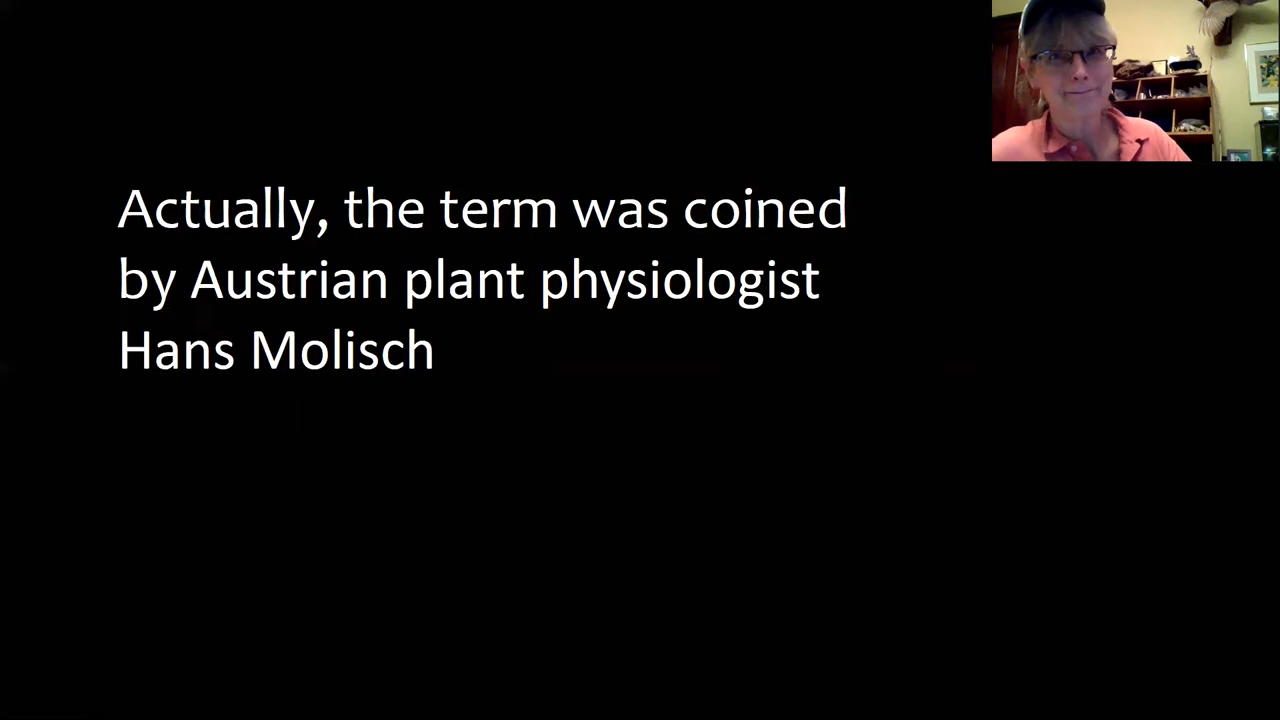 Actually, the term was coined
by Austrian plant physiologist
Hans Molisch